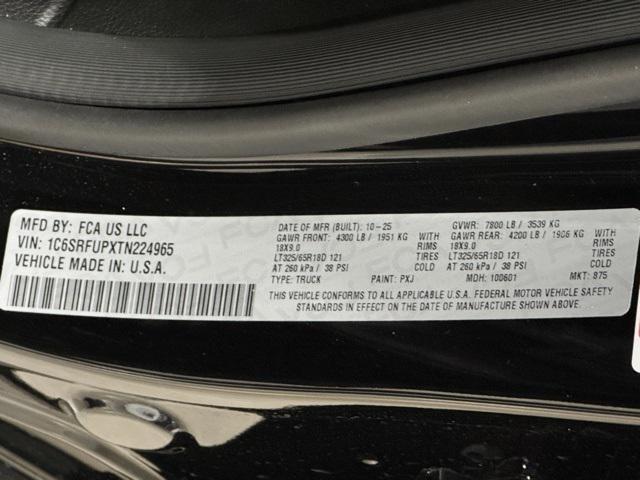 MFD BY: FCA US LLC
VIN: 1C6SRFUPXTN224965
VEHICLE MADE IN: U.S.A.
DATE OF MFR (BUILT): 10-25 GVWR: 7800 LB / 3539 KG
GAWR FRONT: 4300 LB / 1951 KG WITH GAWR REAR: 4200 LB / 1906 KG WITH
18X9.0 RIMS 18X9.0 RIMS
LT325/65R18D 121 TIRES LT325/65R18D 121 TIRES
AT 260 kPa / 38 PSI COLD AT 260 kPa / 38 PSI COLD
TYPE: TRUCK PAINT: PXJ MDH: 100601 MKT: 875
THIS VEHICLE CONFORMS TO ALL APPLICABLE U.S.A. FEDERAL MOTOR VEHICLE SAFETY
STANDARDS IN EFFECT ON THE DATE OF MANUFACTURE SHOWN ABOVE.